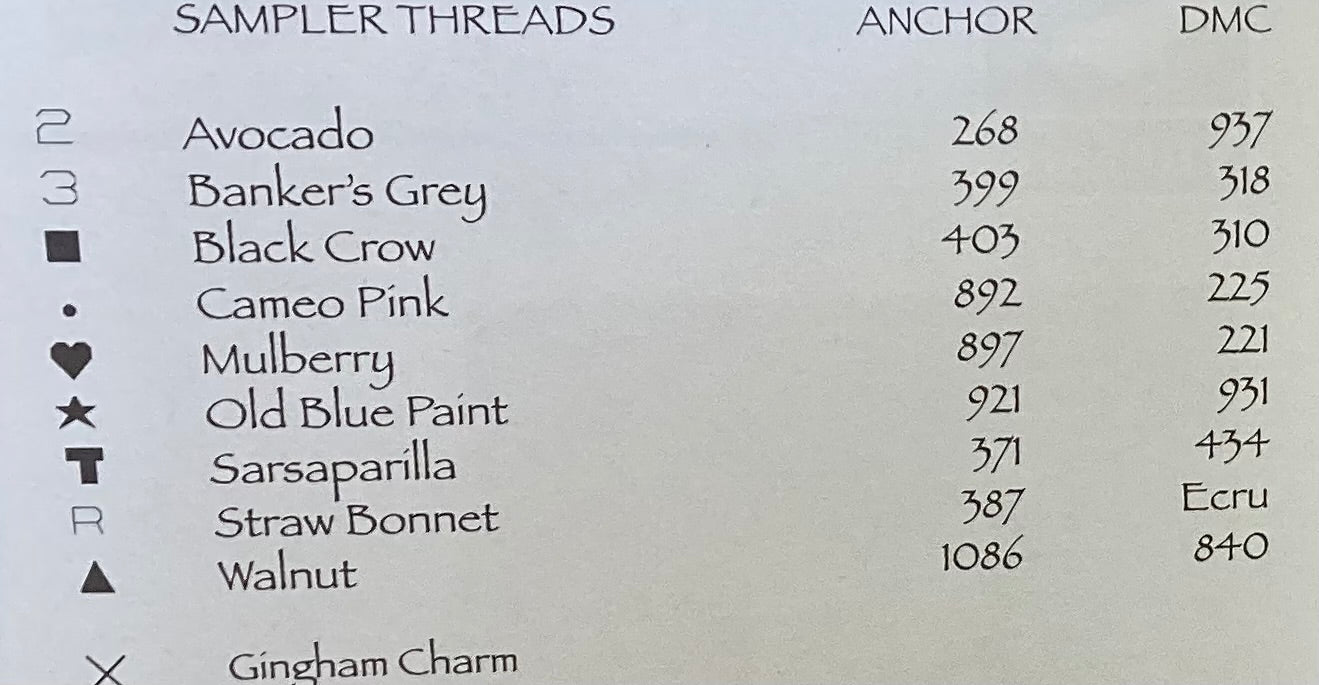 SAMPLER THREADS ANCHOR DMC
2 Avocado 268 937
3 Banker's Grey 399 318
■ Black Crow 403 310
• Cameo Pink 892 225
♥ Mulberry 897 221
★ Old Blue Paint 921 931
T Sarsaparilla 371 434
R Straw Bonnet 387 Ecru
▲ Walnut 1086 840
X Gingham Charm